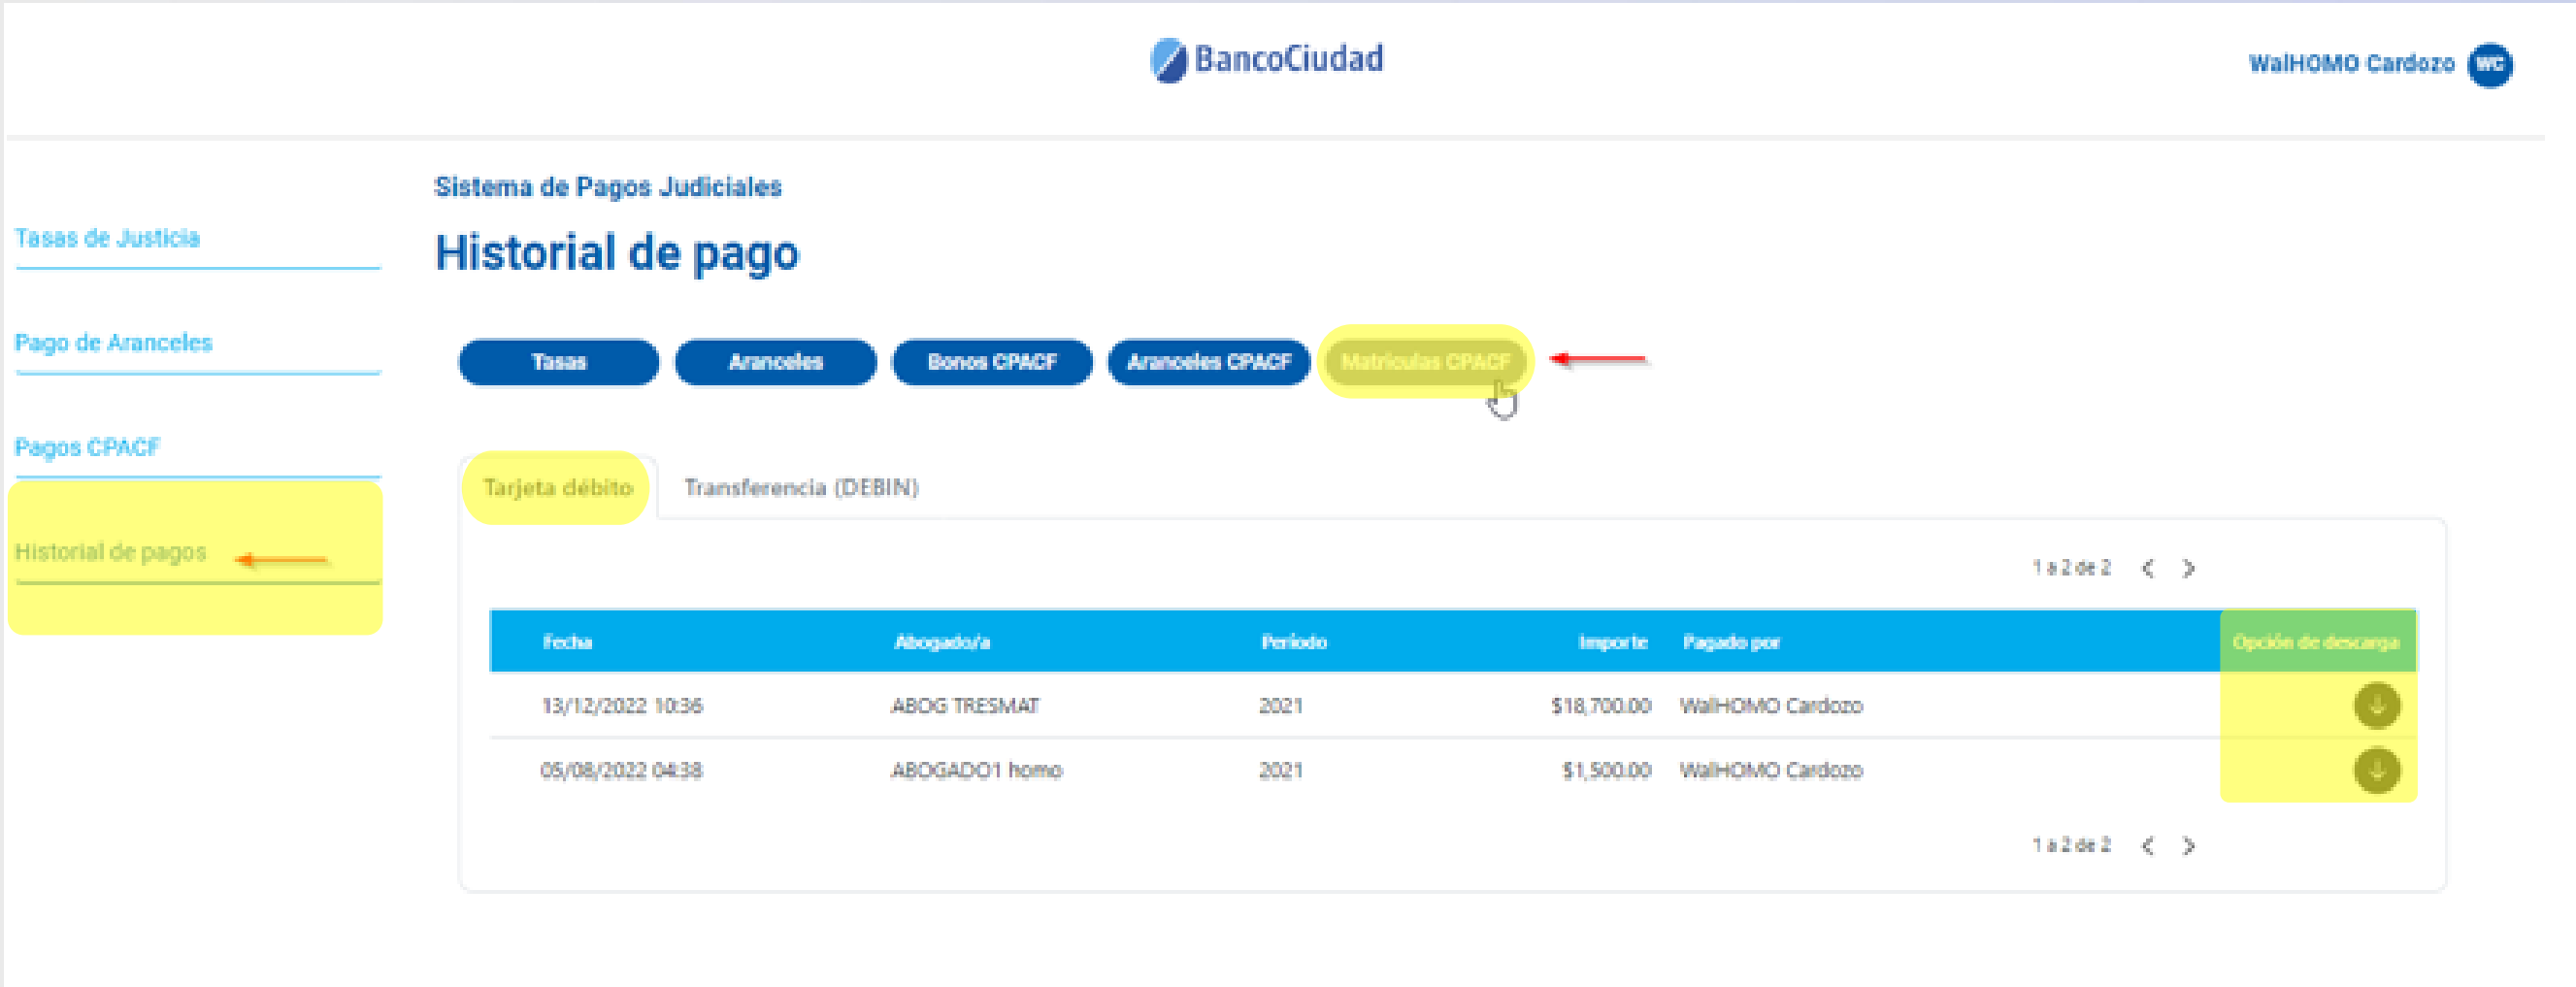 BancoCiudad
WalHOMO Cardozo WC
Sistema de Pagos Judiciales
Historial de pago
Tasas de Justicia
Pago de Aranceles
Pagos CPACF
Historial de pagos
Tasas Aranceles Bonos CPACF Aranceles CPACF Matrículas CPACF
Tarjeta débito Transferencia (DEBIN)
1 a 2 de 2
Fecha Abogado/a Período Importe Pagado por Opción de descarga
13/12/2022 10:36 ABOG TRESMAT 2021 $18,700.00 WalHOMO Cardozo
05/08/2022 04:38 ABOGADO1 homo 2021 $1,500.00 WalHOMO Cardozo
1 a 2 de 2